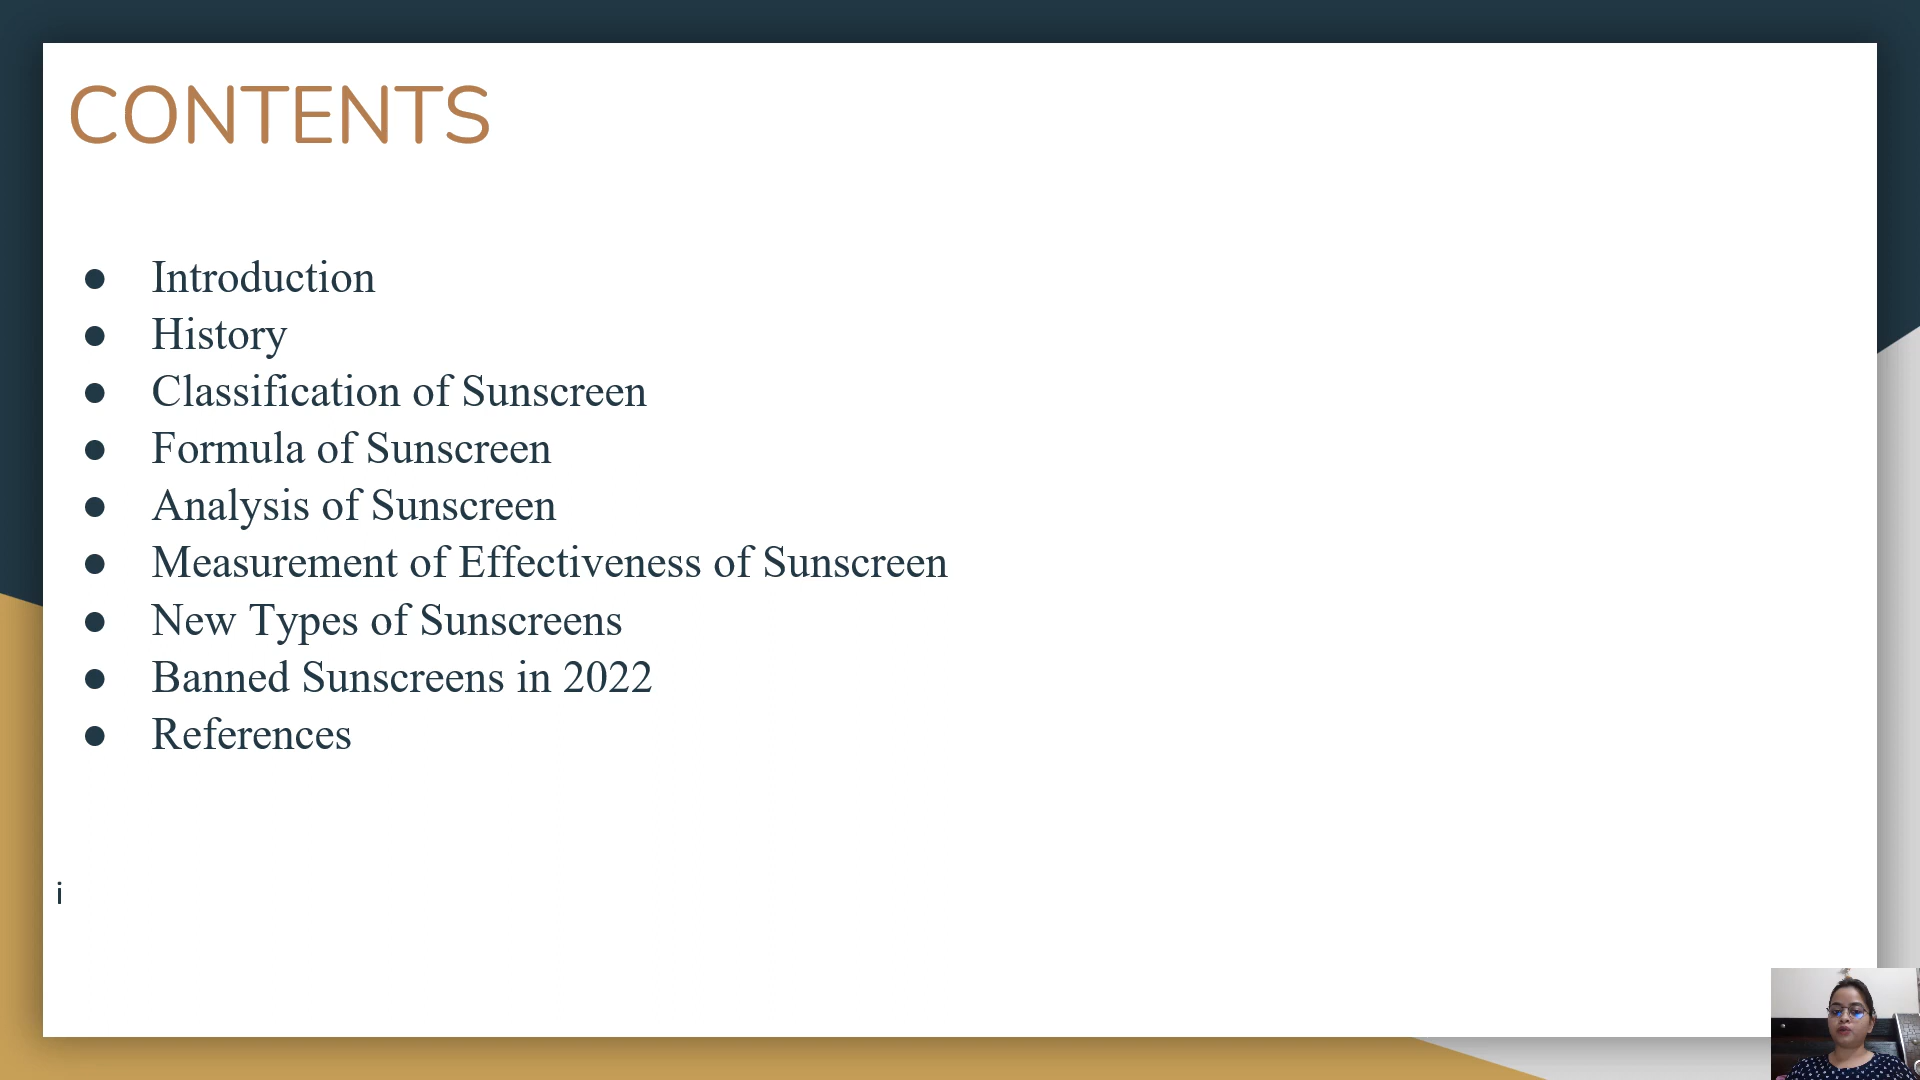 CONTENTS
● Introduction
● History
● Classification of Sunscreen
● Formula of Sunscreen
● Analysis of Sunscreen
● Measurement of Effectiveness of Sunscreen
● New Types of Sunscreens
● Banned Sunscreens in 2022
● References
i